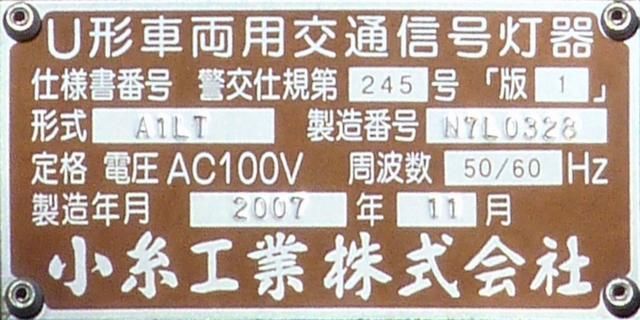 U形車両用交通信号灯器
仕様書番号 警交仕規第 245 号 「版 1 」
形式 A1LT 製造番号 N7L0328
定格 電圧 AC100V 周波数 50/60 Hz
製造年月 2007 年 11 月
小糸工業株式会社